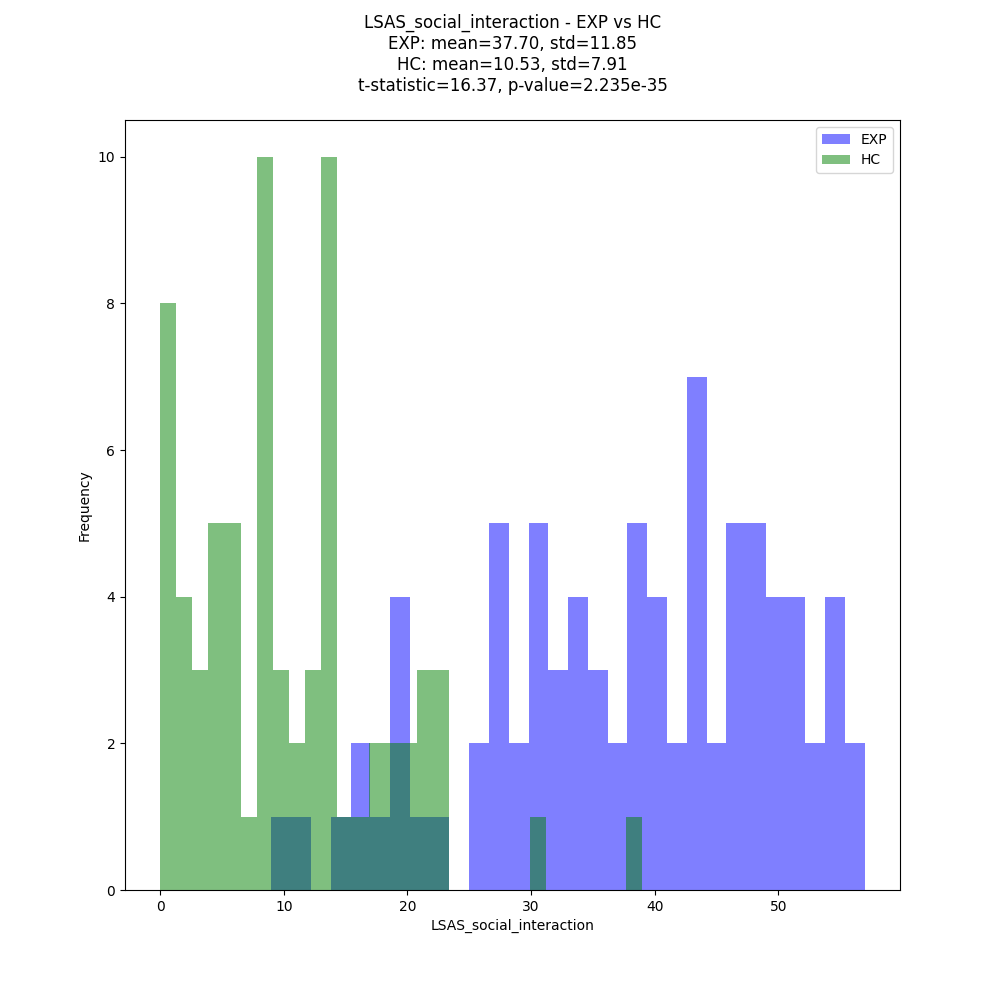 LSAS_social_interaction - EXP vs HC
EXP: mean=37.70, std=11.85
HC: mean=10.53, std=7.91
t-statistic=16.37, p-value=2.235e-35
EXP
HC
10
8
6
4
2
0
Frequency
0 10 20 30 40 50
LSAS_social_interaction